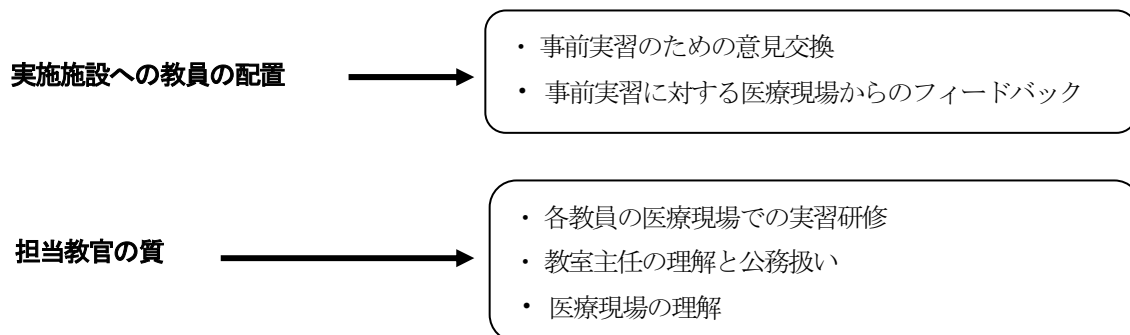 実施施設への教員の配置
・ 事前実習のための意見交換
・ 事前実習に対する医療現場からのフィードバック
担当教官の質
・ 各教員の医療現場での実習研修
・ 教室主任の理解と公務扱い
・ 医療現場の理解